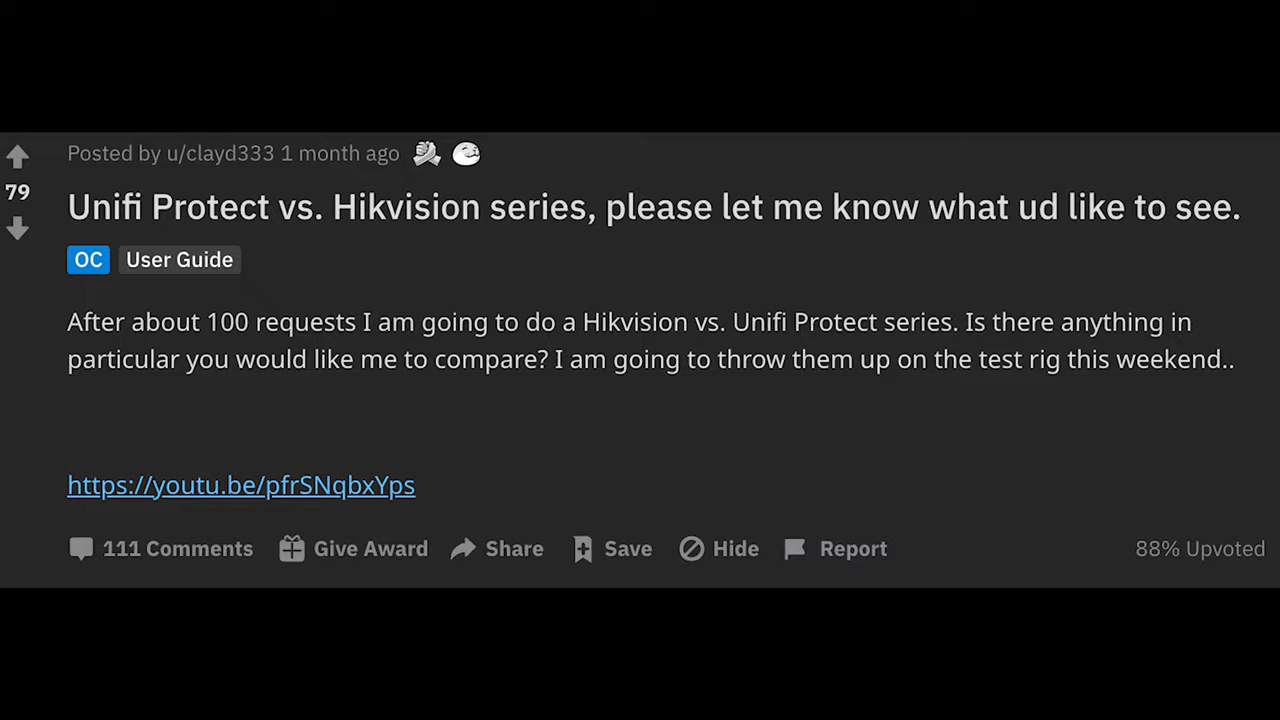 Posted by u/clayd333 1 month ago
79
Unifi Protect vs. Hikvision series, please let me know what ud like to see.
OC User Guide
After about 100 requests I am going to do a Hikvision vs. Unifi Protect series. Is there anything in
particular you would like me to compare? I am going to throw them up on the test rig this weekend..
https://youtu.be/pfrSNqbxYps
111 Comments Give Award Share Save Hide Report 88% Upvoted